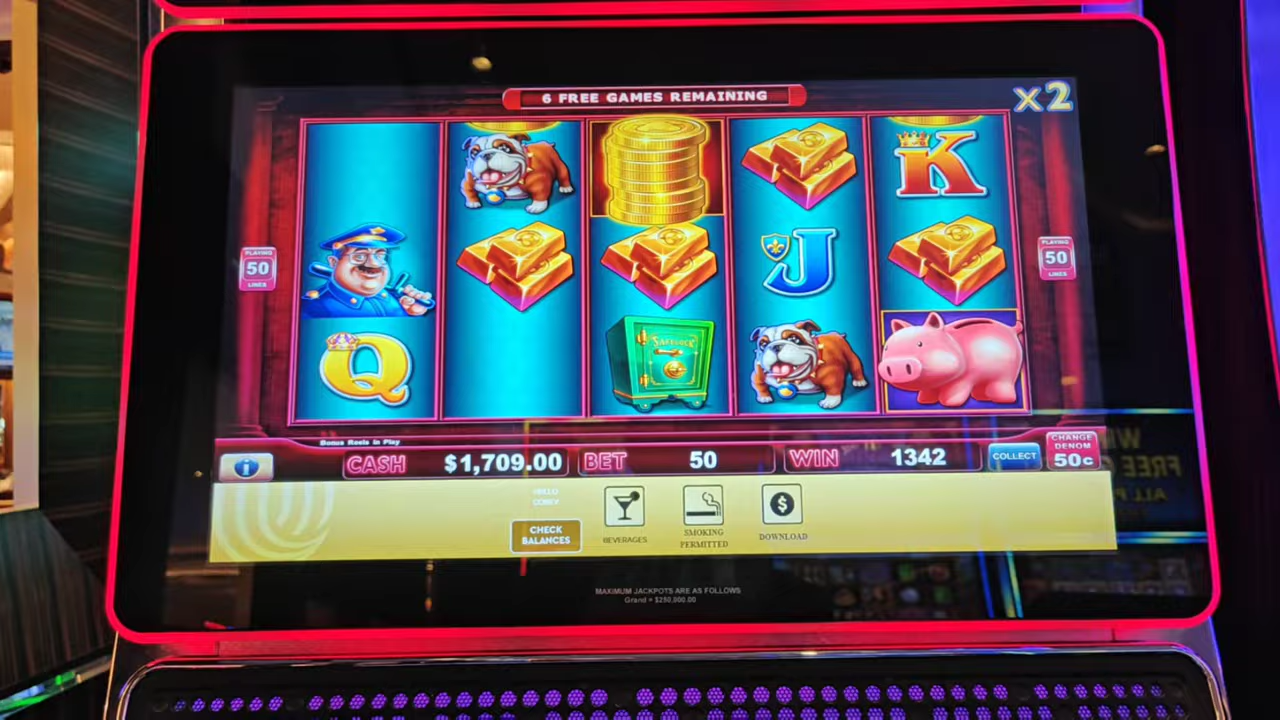 6 FREE GAMES REMAINING
x2
K
PLAYING
50
LINES
J
PLAYING
50
LINES
SAFELOCK
Q
Bonus Reels in Play
CASH $1,709.00 BET 50 WIN 1342 COLLECT
CHANGE
DENOM
50¢
HELLO
CHECK
BALANCES
BEVERAGES
SMOKING
PERMITTED
$
DOWNLOAD
MAXIMUM JACKPOTS ARE AS FOLLOWS
Grand = $250,000.00